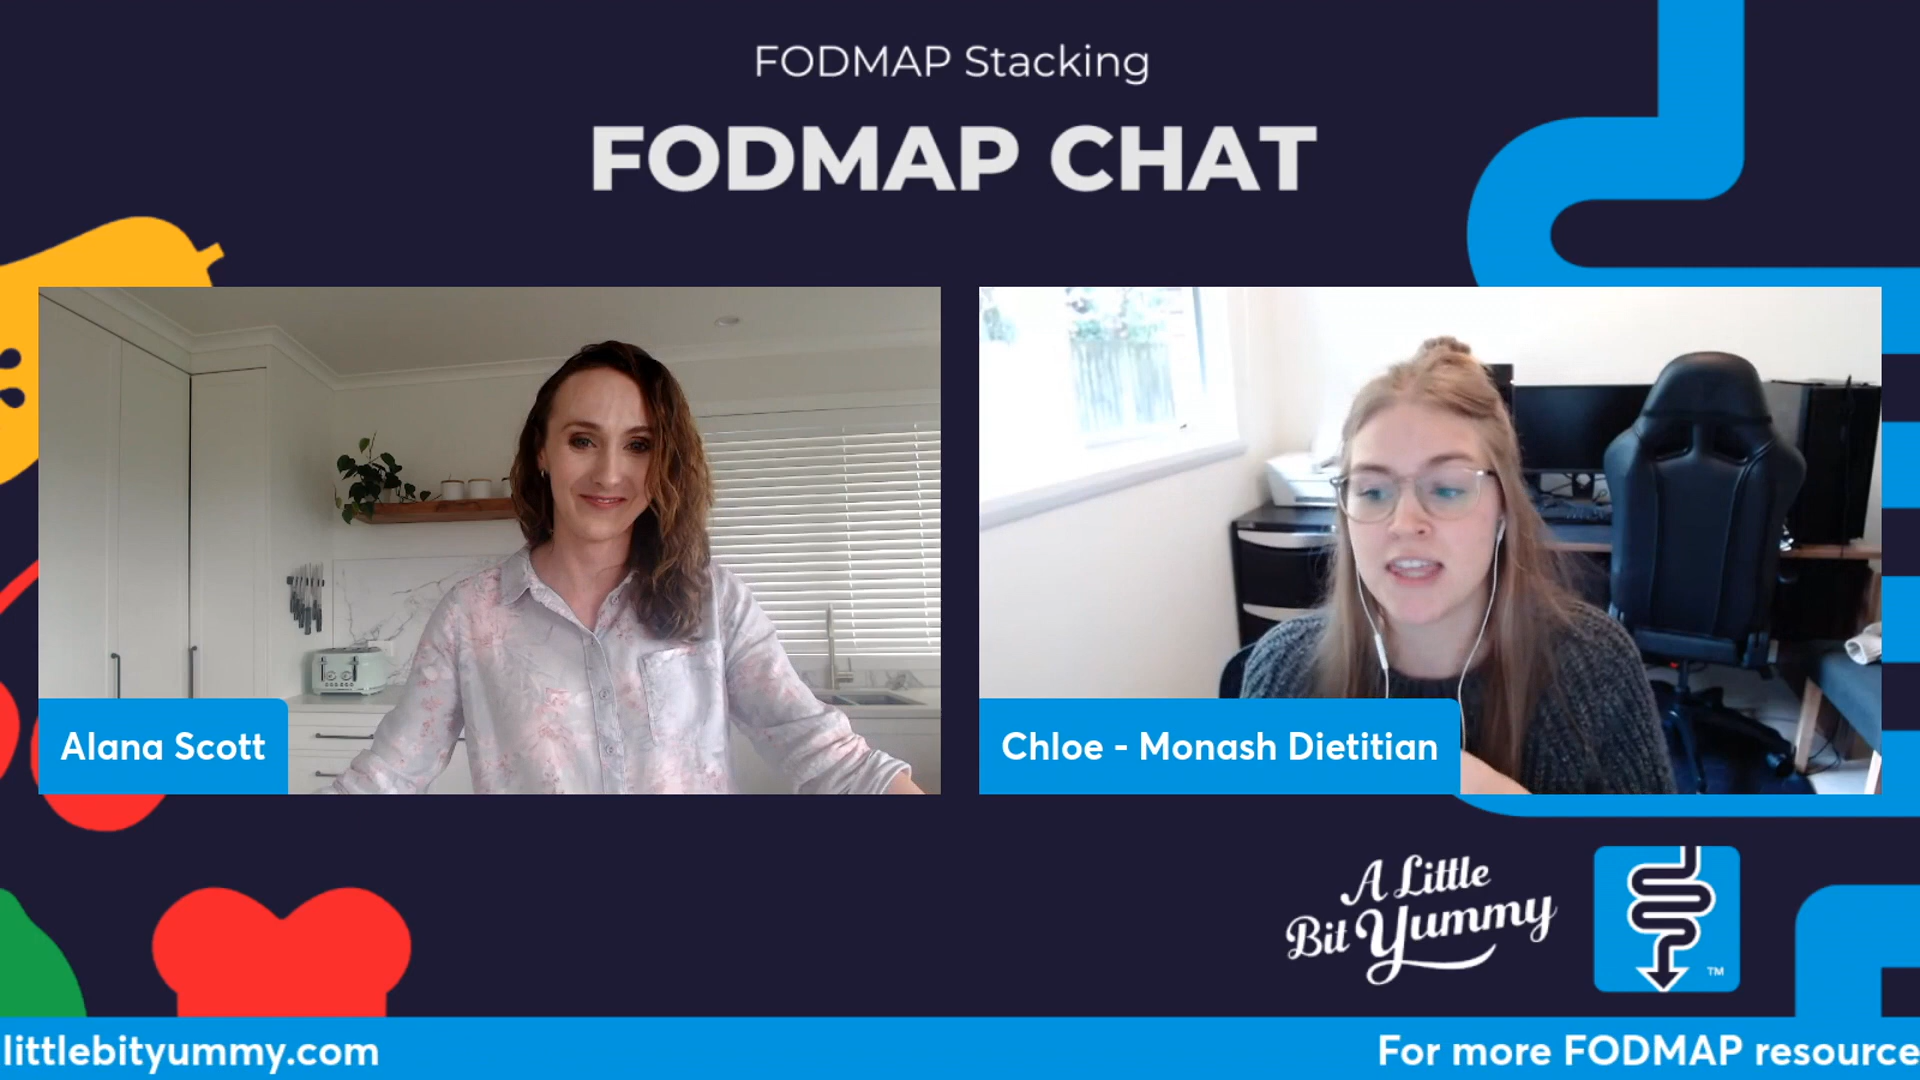 FODMAP Stacking
FODMAP CHAT
Alana Scott
Chloe - Monash Dietitian
A Little
Bit Yummy
TM
littlebityummy.com
For more FODMAP resource